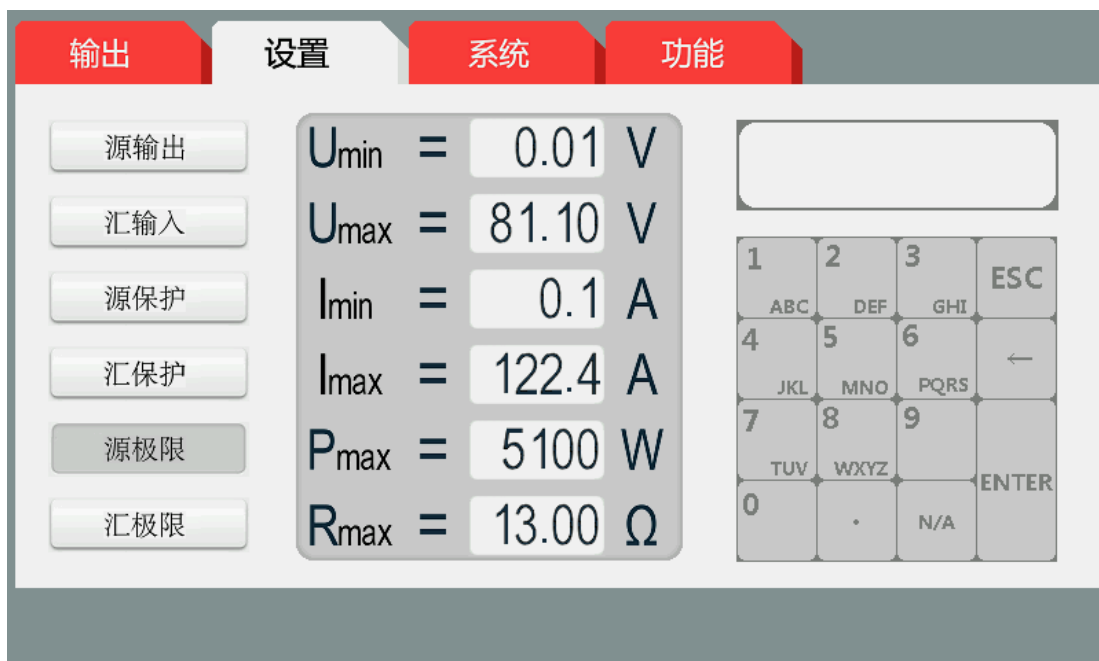 输出 设置 系统 功能
源输出
汇输入
源保护
汇保护
源极限
汇极限
Umin = 0.01 V
Umax = 81.10 V
Imin = 0.1 A
Imax = 122.4 A
Pmax = 5100 W
Rmax = 13.00 Ω
1 ABC 2 DEF 3 GHI ESC
4 JKL 5 MNO 6 PQRS ←
7 TUV 8 WXYZ 9
0 . N/A ENTER